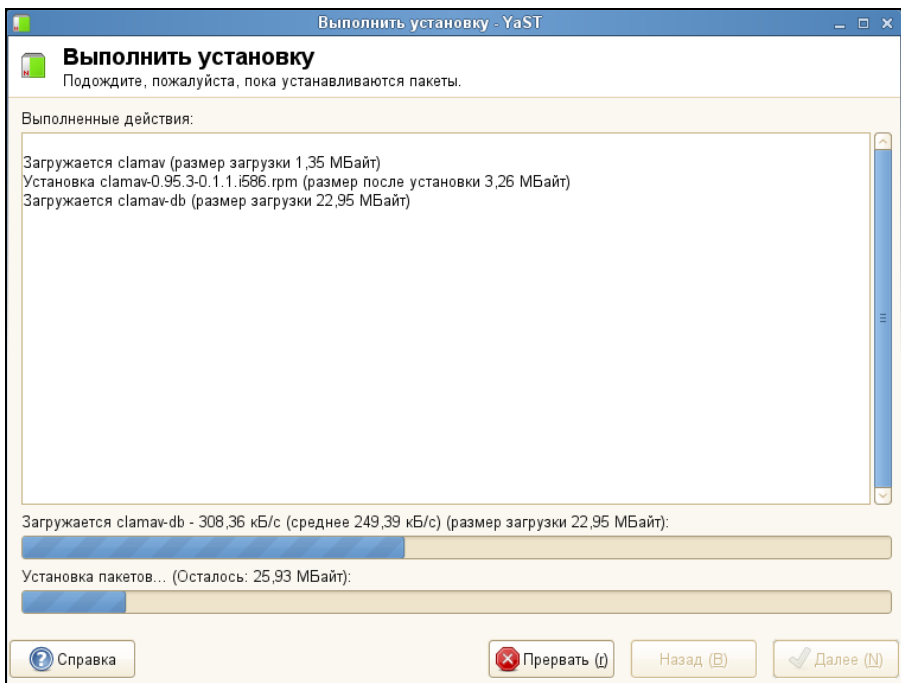 Выполнить установку - YaST
Выполнить установку
Подождите, пожалуйста, пока устанавливаются пакеты.
Выполненные действия:
Загружается clamav (размер загрузки 1,35 МБайт)
Установка clamav-0.95.3-0.1.1.i586.rpm (размер после установки 3,26 МБайт)
Загружается clamav-db (размер загрузки 22,95 МБайт)
Загружается clamav-db - 308,36 кБ/с (среднее 249,39 кБ/с) (размер загрузки 22,95 МБайт):
Установка пакетов... (Осталось: 25,93 МБайт):
Справка
Прервать (r)
Назад (B)
Далее (N)